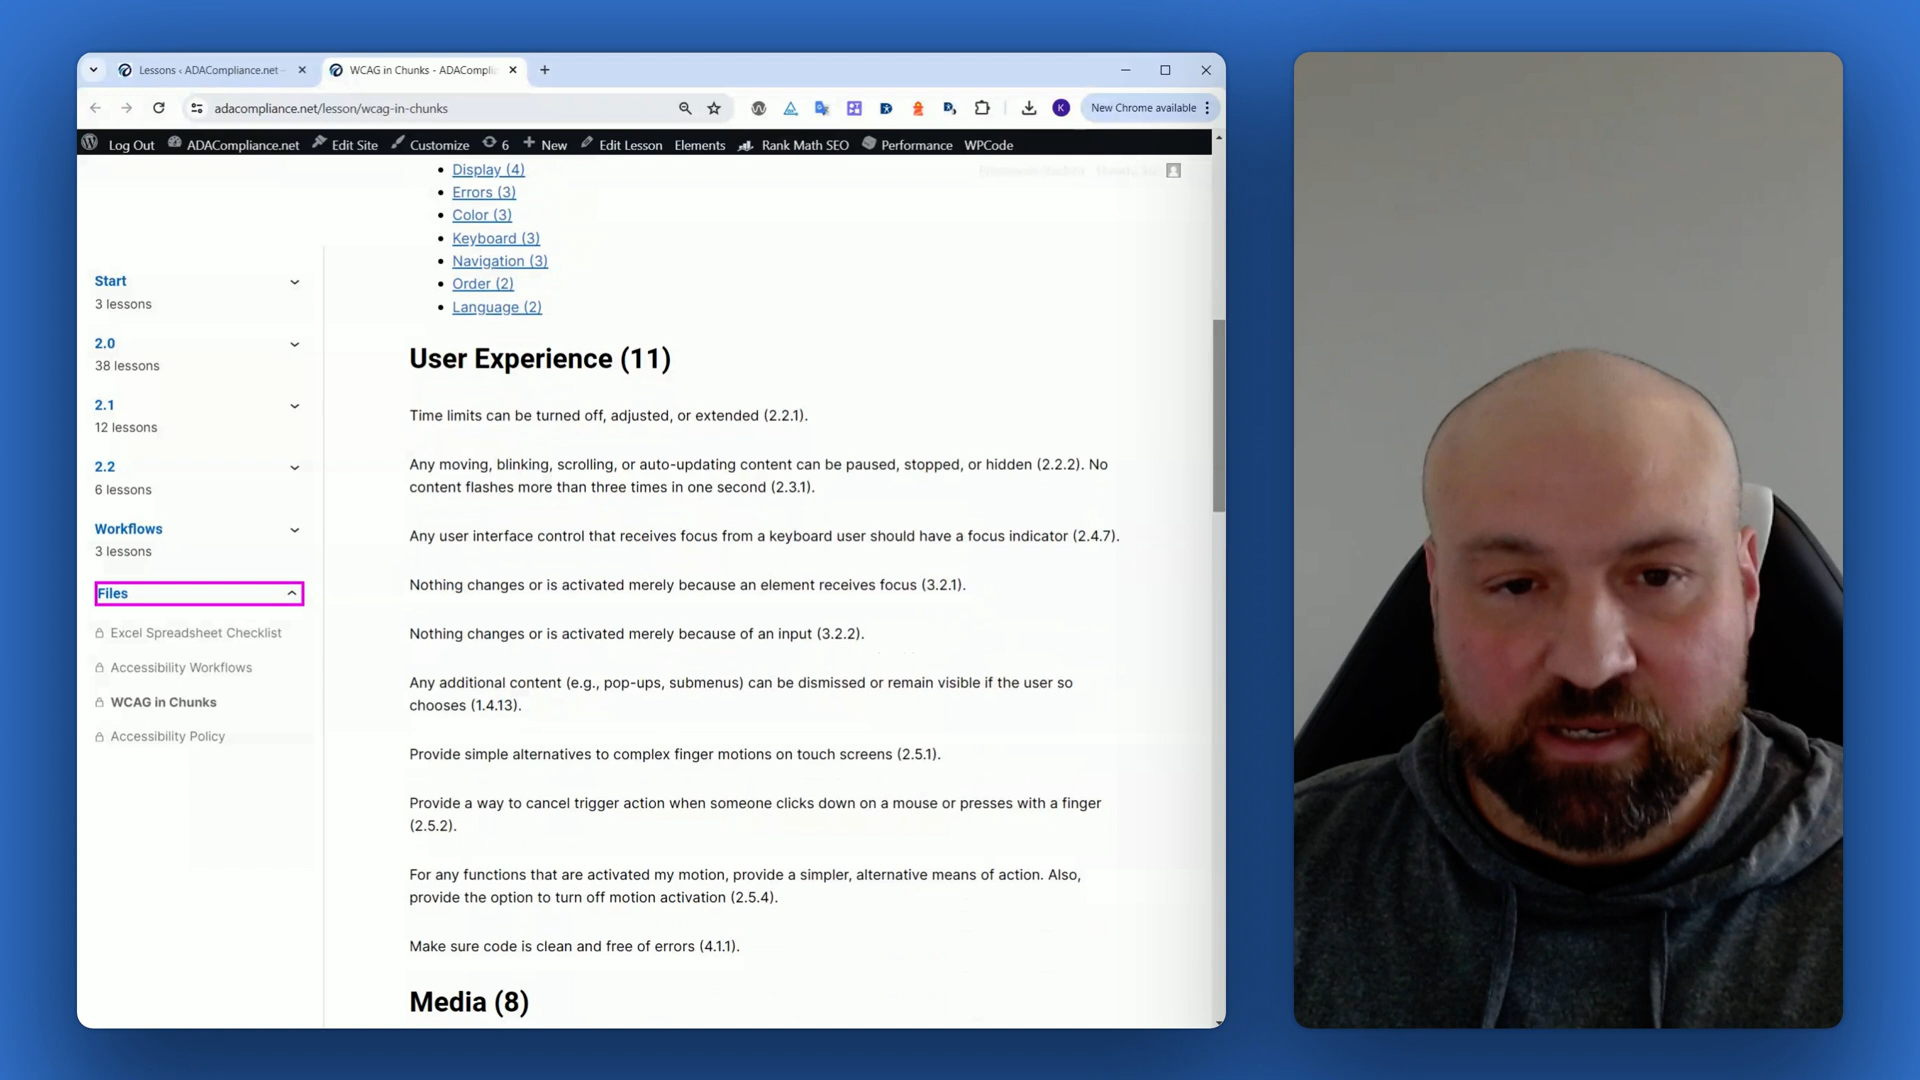 Lessons ‹ ADACompliance.net -
WCAG in Chunks - ADACompli
adacompliance.net/lesson/wcag-in-chunks
K
New Chrome available
Log Out
ADACompliance.net
Edit Site
Customize
6
New
Edit Lesson
Elements
Rank Math SEO
Performance
WPCode
Display (4)
Errors (3)
Color (3)
Keyboard (3)
Navigation (3)
Order (2)
Language (2)
Start
3 lessons
2.0
38 lessons
2.1
12 lessons
2.2
6 lessons
Workflows
3 lessons
Files
Excel Spreadsheet Checklist
Accessibility Workflows
WCAG in Chunks
Accessibility Policy
User Experience (11)
Time limits can be turned off, adjusted, or extended (2.2.1).
Any moving, blinking, scrolling, or auto-updating content can be paused, stopped, or hidden (2.2.2). No
content flashes more than three times in one second (2.3.1).
Any user interface control that receives focus from a keyboard user should have a focus indicator (2.4.7).
Nothing changes or is activated merely because an element receives focus (3.2.1).
Nothing changes or is activated merely because of an input (3.2.2).
Any additional content (e.g., pop-ups, submenus) can be dismissed or remain visible if the user so
chooses (1.4.13).
Provide simple alternatives to complex finger motions on touch screens (2.5.1).
Provide a way to cancel trigger action when someone clicks down on a mouse or presses with a finger
(2.5.2).
For any functions that are activated my motion, provide a simpler, alternative means of action. Also,
provide the option to turn off motion activation (2.5.4).
Make sure code is clean and free of errors (4.1.1).
Media (8)